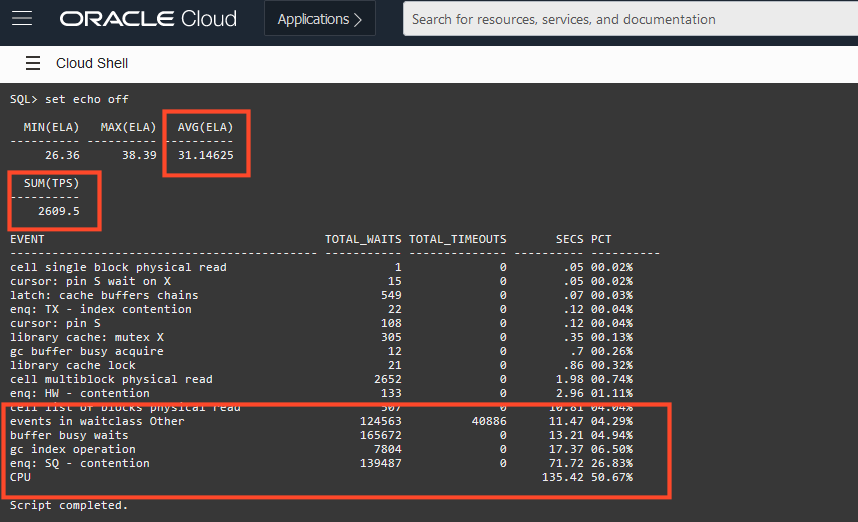 ORACLE Cloud Applications Search for resources, services, and documentation
Cloud Shell
SQL> set echo off
MIN(ELA) MAX(ELA) AVG(ELA)
---------- ---------- ----------
26.36 38.39 31.14625
SUM(TPS)
----------
2609.5
EVENT TOTAL_WAITS TOTAL_TIMEOUTS SECS PCT
---------------------------------------- ----------- -------------- ---------- ----------
cell single block physical read 1 0 .05 00.02%
cursor: pin S wait on X 15 0 .05 00.02%
latch: cache buffers chains 549 0 .07 00.03%
enq: TX - index contention 22 0 .12 00.04%
cursor: pin S 108 0 .12 00.04%
library cache: mutex X 305 0 .35 00.13%
gc buffer busy acquire 12 0 .7 00.26%
library cache lock 21 0 .86 00.32%
cell multiblock physical read 2652 0 1.98 00.74%
enq: HW - contention 133 0 2.96 01.11%
cell list of blocks physical read 507 0 10.81 04.04%
events in waitclass Other 124563 40886 11.47 04.29%
buffer busy waits 165672 0 13.21 04.94%
gc index operation 7804 0 17.37 06.50%
enq: SQ - contention 139487 0 71.72 26.83%
CPU 135.42 50.67%
Script completed.